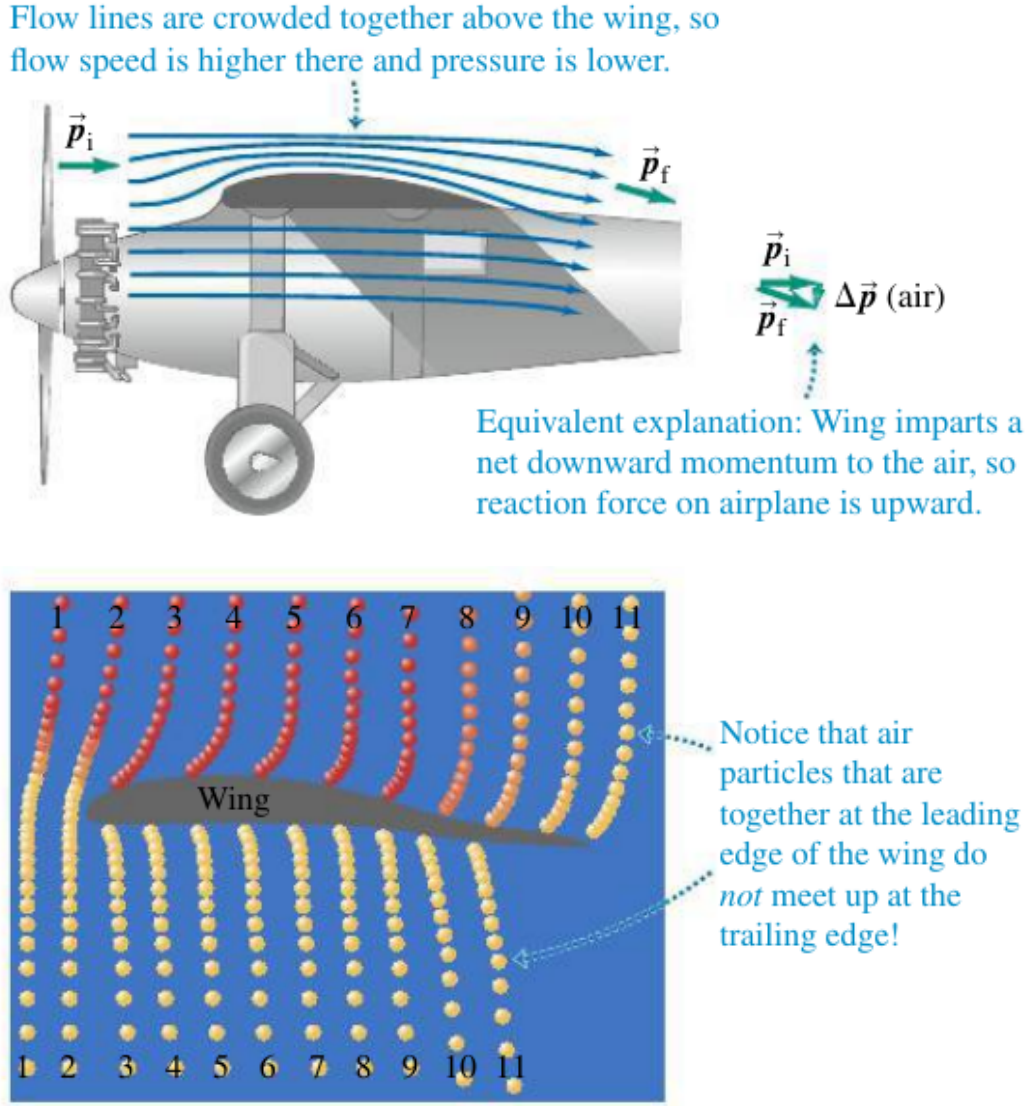 Flow lines are crowded together above the wing, so
flow speed is higher there and pressure is lower.
p⃗i
p⃗f
p⃗i
Δp⃗ (air)
p⃗f
Equivalent explanation: Wing imparts a
net downward momentum to the air, so
reaction force on airplane is upward.
1 2 3 4 5 6 7 8 9 10 11
Wing
Notice that air
particles that are
together at the leading
edge of the wing do
not meet up at the
trailing edge!
1 2 3 4 5 6 7 8 9 10 11